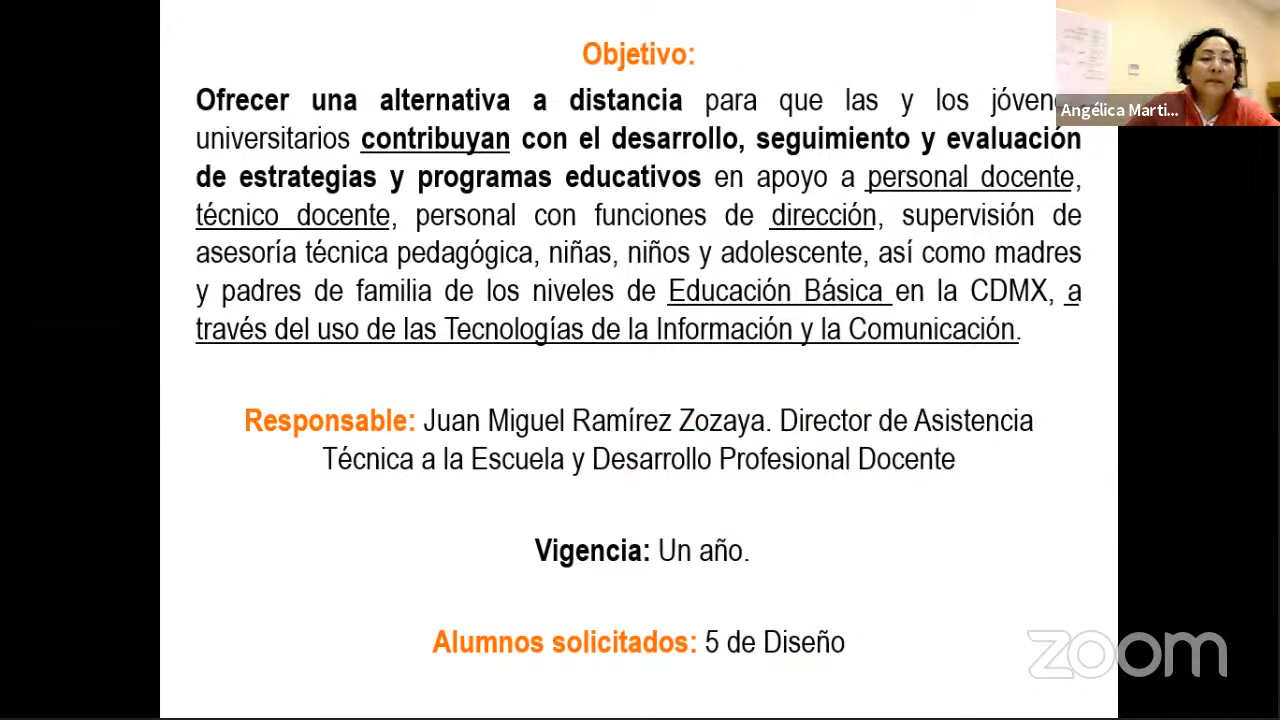 Objetivo:
Ofrecer una alternativa a distancia para que las y los
universitarios contribuyan con el desarrollo, seguimiento y evaluación
de estrategias y programas educativos en apoyo a personal docente,
técnico docente, personal con funciones de dirección, supervisión de
asesoría técnica pedagógica, niñas, niños y adolescente, así como madres
y padres de familia de los niveles de Educación Básica en la CDMX, a
través del uso de las Tecnologías de la Información y la Comunicación.
Responsable: Juan Miguel Ramírez Zozaya. Director de Asistencia
Técnica a la Escuela y Desarrollo Profesional Docente
Vigencia: Un año.
Alumnos solicitados: 5 de Diseño
Angélica Marti...
zoom